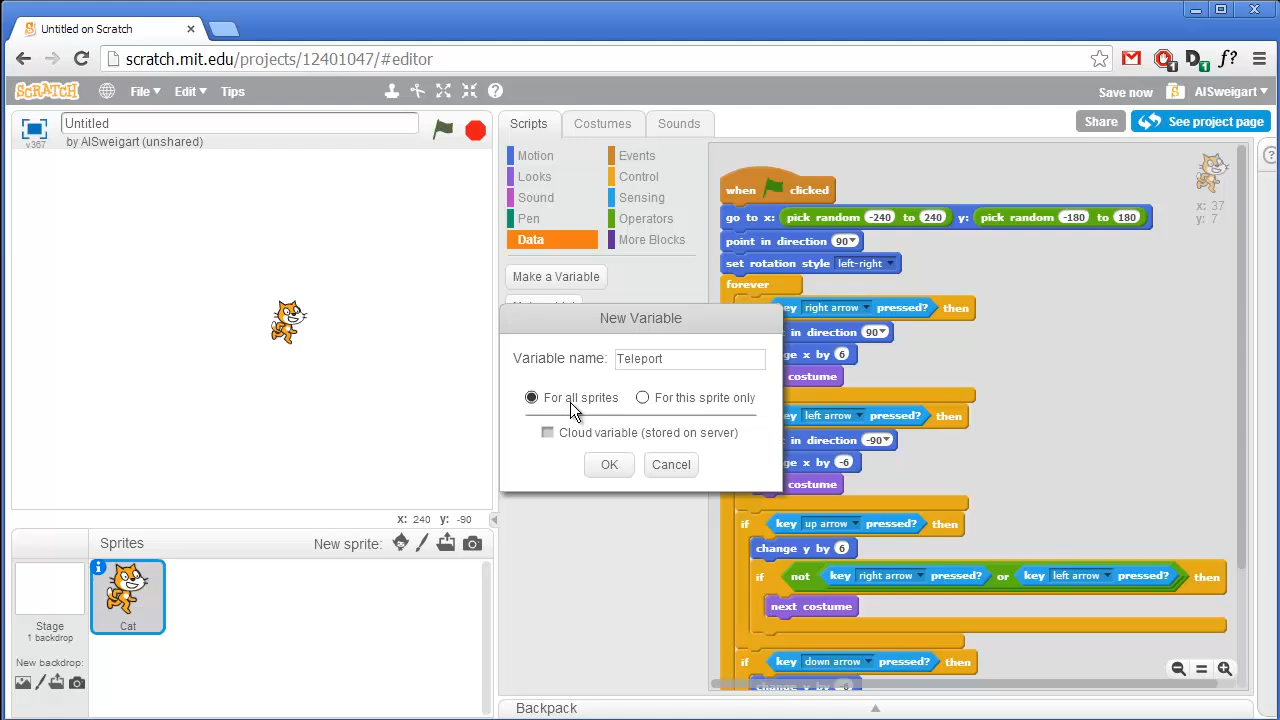 Untitled on Scratch
scratch.mit.edu/projects/12401047/#editor
1
1
f?
SCRATCH
File
Edit
Tips
Save now
AlSweigart
v367
Untitled
by AlSweigart (unshared)
Scripts
Costumes
Sounds
Share
See project page
Motion
Looks
Sound
Pen
Data
Events
Control
Sensing
Operators
More Blocks
Make a Variable
New Variable
Variable name: Teleport
For all sprites
For this sprite only
Cloud variable (stored on server)
OK
Cancel
when clicked
go to x: pick random -240 to 240 y: pick random -180 to 180
point in direction 90
set rotation style left-right
forever
key right arrow pressed? then
in direction 90
x by 6
costume
key left arrow pressed? then
in direction -90
x by -6
costume
if key up arrow pressed? then
change y by 6
if not key right arrow pressed? or key left arrow pressed? then
next costume
if key down arrow pressed? then
x: 37
y: 7
x: 240 y: -90
Sprites
New sprite:
Stage
1 backdrop
New backdrop:
Cat
Backpack